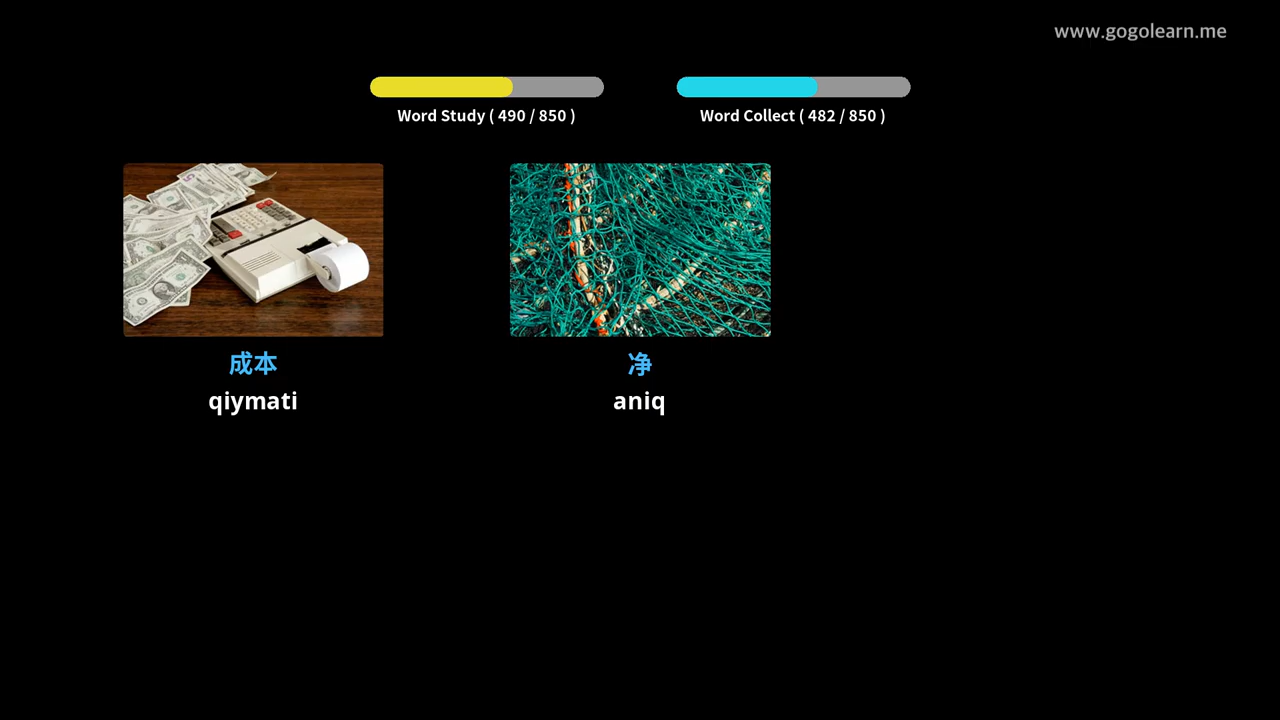 www.gogolearn.me
Word Study ( 490 / 850 )
Word Collect ( 482 / 850 )
成本
qiymati
净
aniq